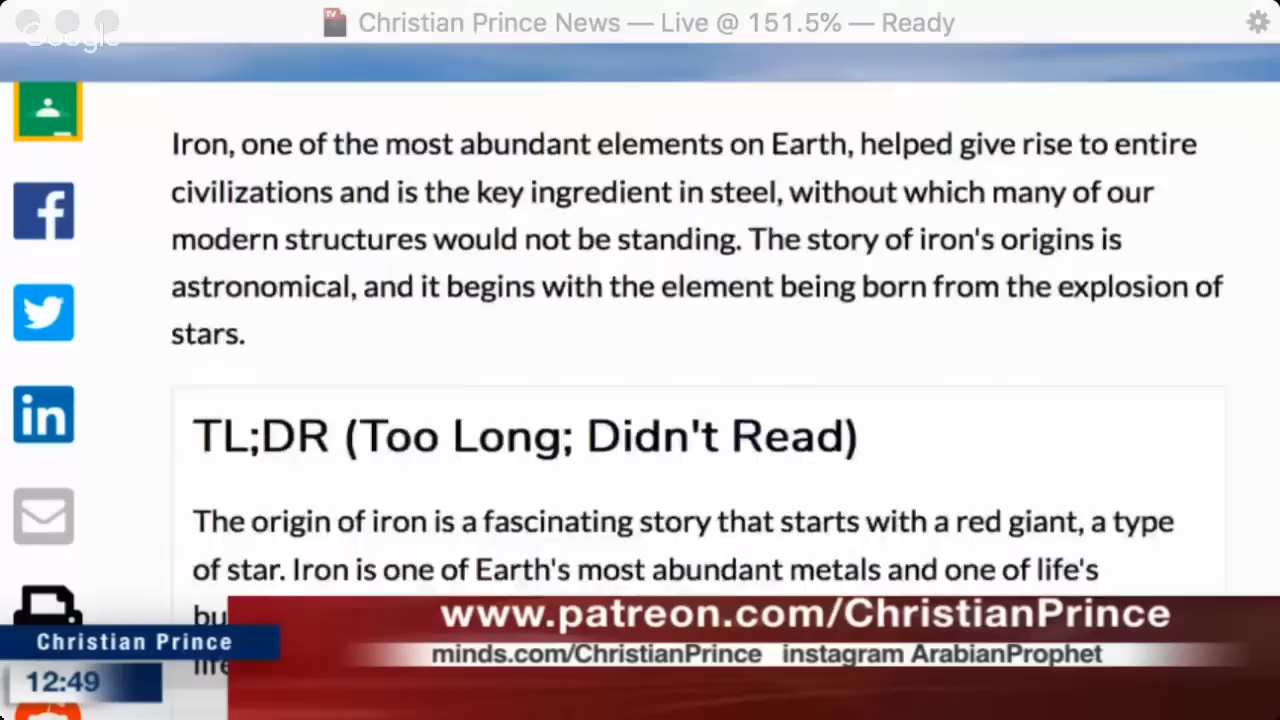 Christian Prince News — Live @ 151.5% — Ready
Google
Iron, one of the most abundant elements on Earth, helped give rise to entire
civilizations and is the key ingredient in steel, without which many of our
modern structures would not be standing. The story of iron's origins is
astronomical, and it begins with the element being born from the explosion of
stars.
TL;DR (Too Long; Didn't Read)
The origin of iron is a fascinating story that starts with a red giant, a type
of star. Iron is one of Earth's most abundant metals and one of life's
www.patreon.com/ChristianPrince
Christian Prince
minds.com/ChristianPrince instagram ArabianProphet
12:49